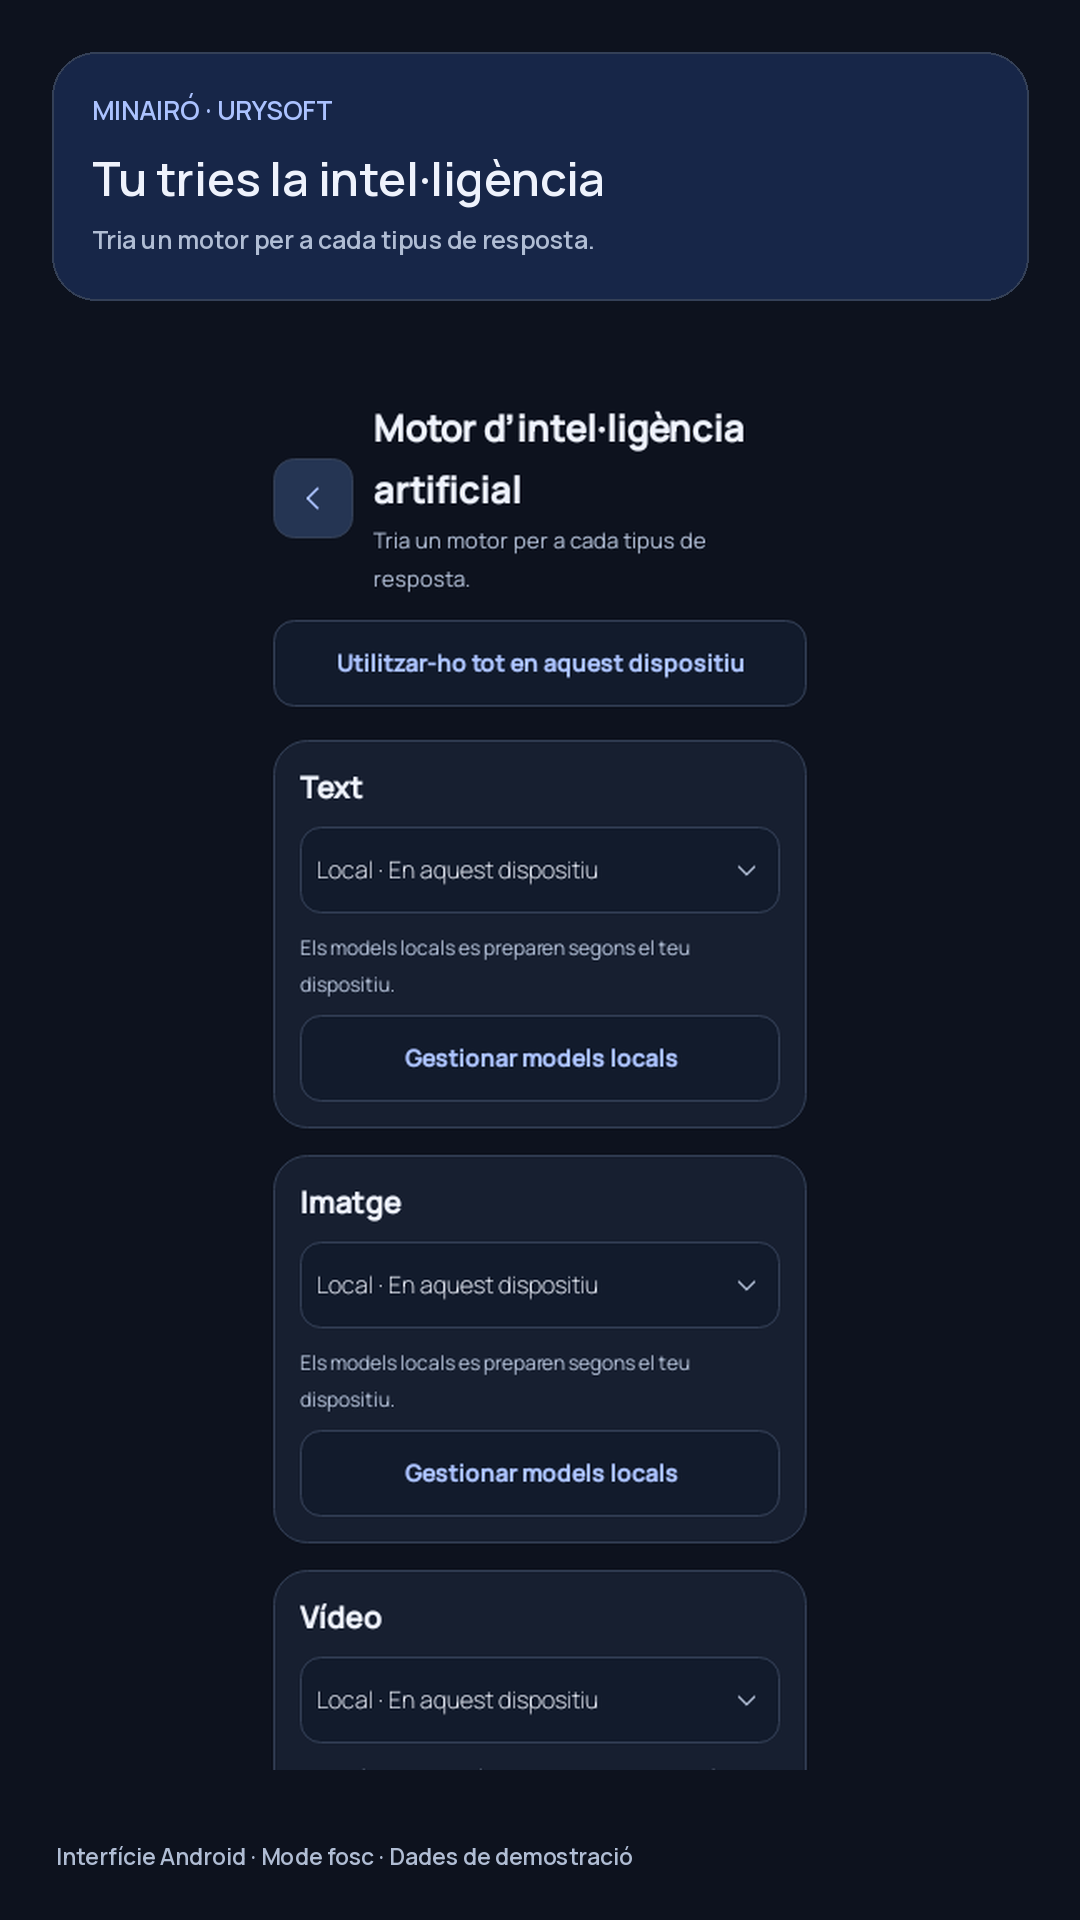 MINAIRÓ · URYSOFT
Tu tries la intel·ligència
Tria un motor per a cada tipus de resposta.
Motor d’intel·ligència
artificial
Tria un motor per a cada tipus de
resposta.
Utilitzar-ho tot en aquest dispositiu
Text
Local · En aquest dispositiu
Els models locals es preparen segons el teu
dispositiu.
Gestionar models locals
Imatge
Local · En aquest dispositiu
Els models locals es preparen segons el teu
dispositiu.
Gestionar models locals
Vídeo
Local · En aquest dispositiu
Interfície Android · Mode fosc · Dades de demostració